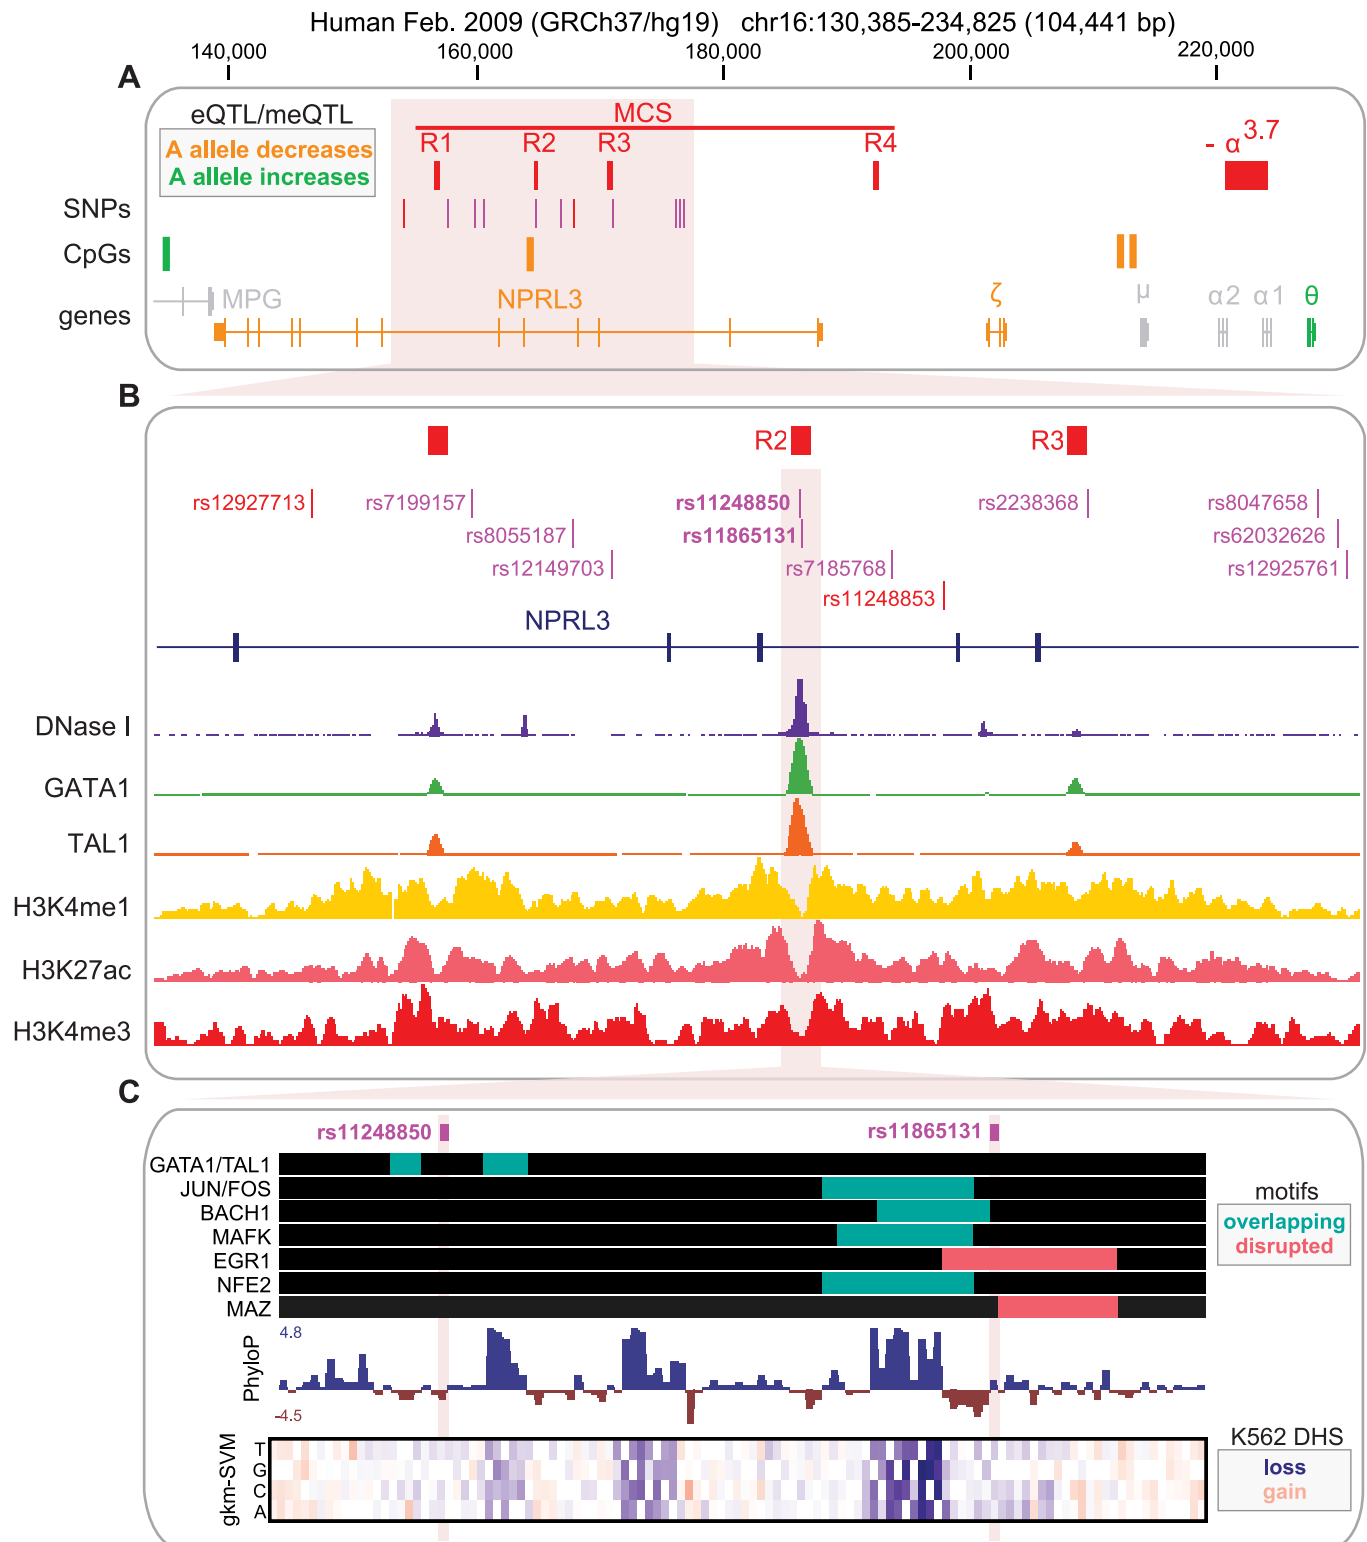 Human Feb. 2009 (GRCh37/hg19) chr16:130,385-234,825 (104,441 bp)
140,000 160,000 180,000 200,000 220,000
A
eQTL/meQTL
A allele decreases
A allele increases
MCS
R1 R2 R3 R4
- α3.7
SNPs
CpGs
genes
MPG NPRL3 ζ μ α2 α1 θ
B
R2 R3
rs12927713 rs7199157 rs11248850 rs2238368 rs8047658
rs8055187 rs11865131 rs62032626
rs12149703 rs7185768 rs12925761
rs11248853
NPRL3
DNase I
GATA1
TAL1
H3K4me1
H3K27ac
H3K4me3
C
rs11248850 rs11865131
GATA1/TAL1
JUN/FOS
BACH1
MAFK
EGR1
NFE2
MAZ
motifs
overlapping
disrupted
PhyloP
4.8
-4.5
gkm-SVM
T
G
C
A
K562 DHS
loss
gain